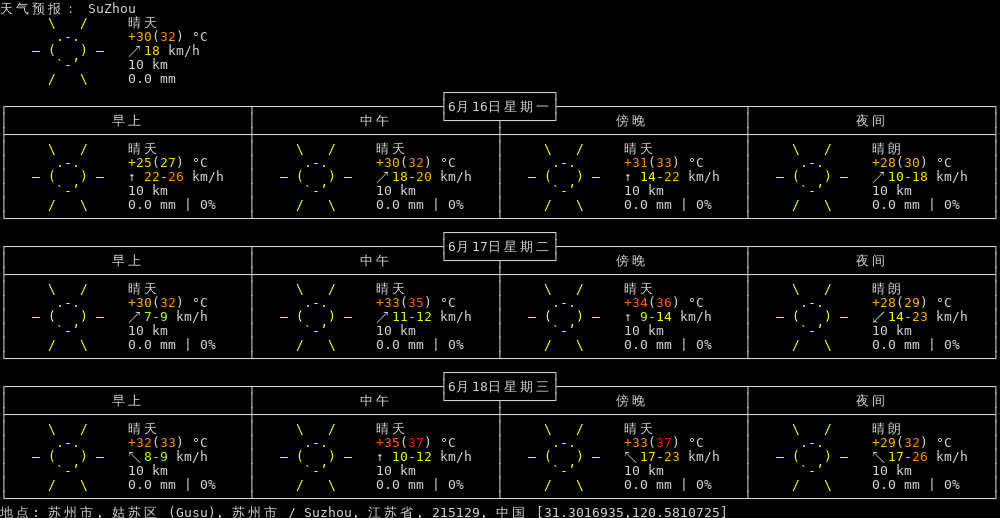 天气预报: SuZhou
晴天
+30(32) °C
↗ 18 km/h
10 km
0.0 mm
6月16日星期一
早上 中午 傍晚 夜间
晴天 晴天 晴天 晴朗
+25(27) °C +30(32) °C +31(33) °C +28(30) °C
↑ 22-26 km/h ↗ 18-20 km/h ↑ 14-22 km/h ↗ 10-18 km/h
10 km 10 km 10 km 10 km
0.0 mm | 0% 0.0 mm | 0% 0.0 mm | 0% 0.0 mm | 0%
6月17日星期二
早上 中午 傍晚 夜间
晴天 晴天 晴天 晴朗
+30(32) °C +33(35) °C +34(36) °C +28(29) °C
↗ 7-9 km/h ↗ 11-12 km/h ↑ 9-14 km/h ↙ 14-23 km/h
10 km 10 km 10 km 10 km
0.0 mm | 0% 0.0 mm | 0% 0.0 mm | 0% 0.0 mm | 0%
6月18日星期三
早上 中午 傍晚 夜间
晴天 晴天 晴天 晴朗
+32(33) °C +35(37) °C +33(37) °C +29(32) °C
↖ 8-9 km/h ↑ 10-12 km/h ↖ 17-23 km/h ↖ 17-26 km/h
10 km 10 km 10 km 10 km
0.0 mm | 0% 0.0 mm | 0% 0.0 mm | 0% 0.0 mm | 0%
地点: 苏州市, 姑苏区 (Gusu), 苏州市 / Suzhou, 江苏省, 215129, 中国 [31.3016935,120.5810725]